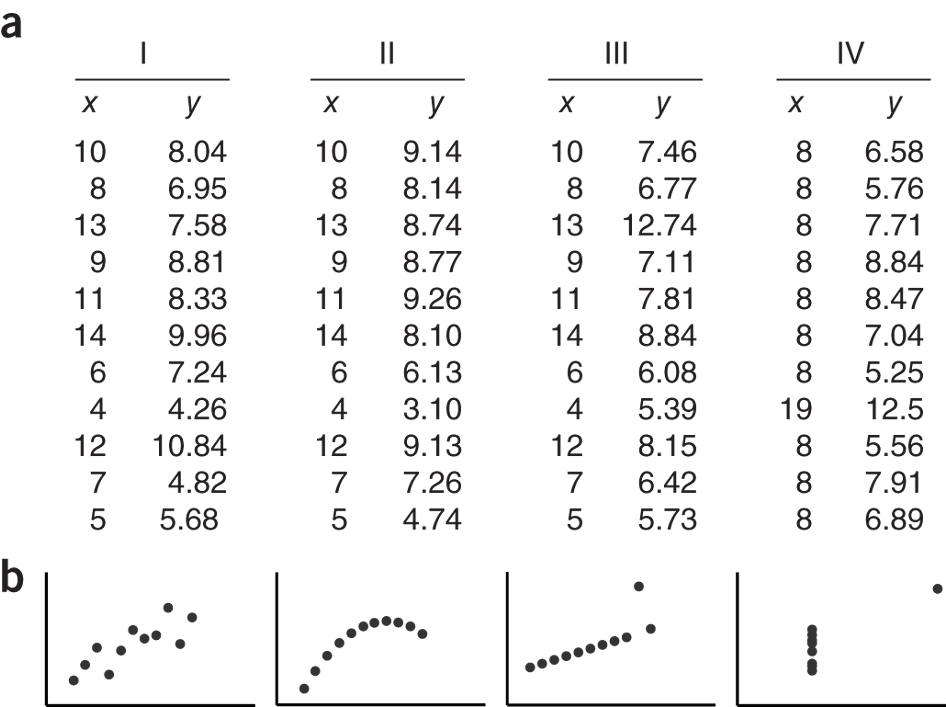 a
I II III IV
x y x y x y x y
10 8.04 10 9.14 10 7.46 8 6.58
8 6.95 8 8.14 8 6.77 8 5.76
13 7.58 13 8.74 13 12.74 8 7.71
9 8.81 9 8.77 9 7.11 8 8.84
11 8.33 11 9.26 11 7.81 8 8.47
14 9.96 14 8.10 14 8.84 8 7.04
6 7.24 6 6.13 6 6.08 8 5.25
4 4.26 4 3.10 4 5.39 19 12.5
12 10.84 12 9.13 12 8.15 8 5.56
7 4.82 7 7.26 7 6.42 8 7.91
5 5.68 5 4.74 5 5.73 8 6.89
b